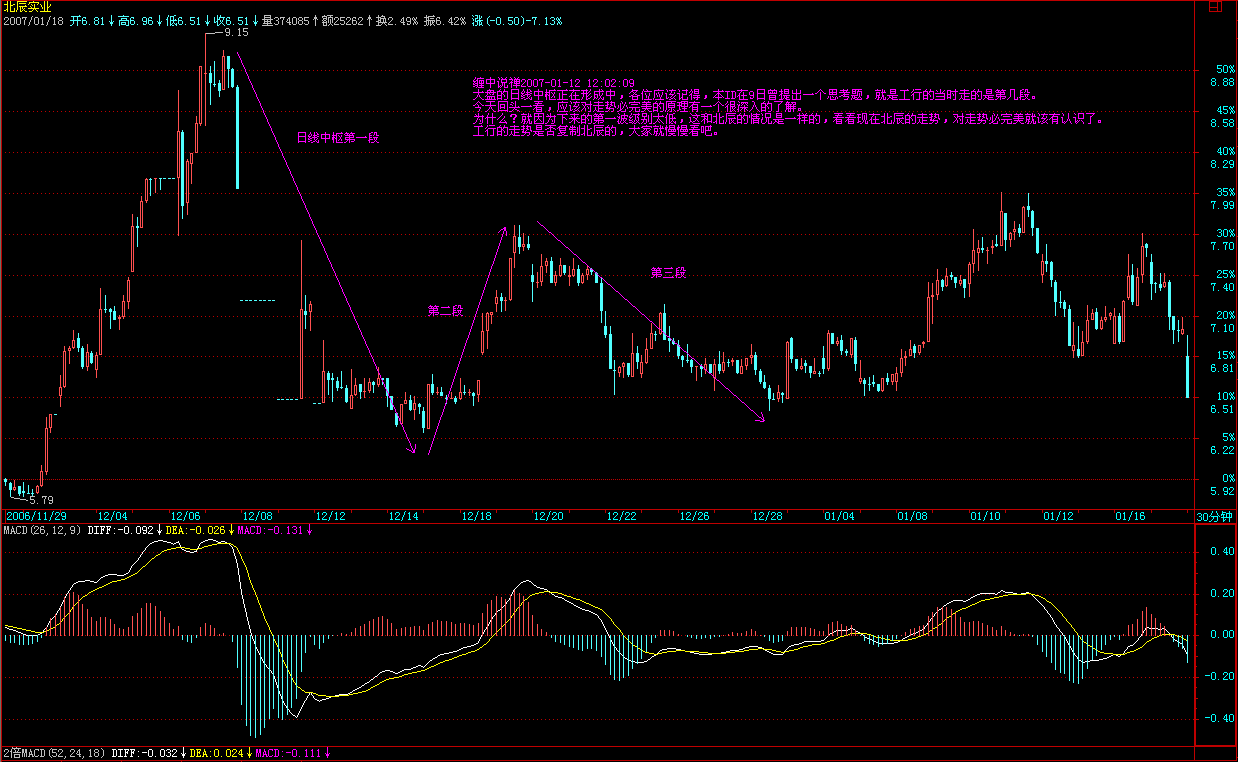 北辰实业
2007/01/18 开6.81↓高6.96↓低6.51↓收6.51↓量374085↑额25262↑换2.49% 振6.42% 涨(-0.50)-7.13%
9.15
缠中说禅2007-01-12 12:02:09
大盘的日线中枢正在形成中，各位应该记得，本ID在9日曾提出一个思考题，就是工行的当时走的是第几段。
今天回头一看，应该对走势必完美的原理有一个很深入的了解。
为什么？就因为下来的第一波级别太低，这和北辰的情况是一样的，看看现在北辰的走势，对走势必完美就该有认识了。
工行的走势是否复制北辰的，大家就慢慢看吧。
日线中枢第一段
第二段
第三段
5.79
50%
8.88
45%
8.58
40%
8.29
35%
7.99
30%
7.70
25%
7.40
20%
7.10
15%
6.81
10%
6.51
5%
6.22
0%
5.92
2006/11/29 12/04 12/06 12/08 12/12 12/14 12/18 12/20 12/22 12/26 12/28 01/04 01/08 01/10 01/12 01/16 30分钟
MACD(26,12,9) DIFF:-0.092↓ DEA:-0.026↓ MACD:-0.131↓
0.40
0.20
0.00
-0.20
-0.40
2倍MACD(52,24,18) DIFF:-0.032↓ DEA:0.024↓ MACD:-0.111↓